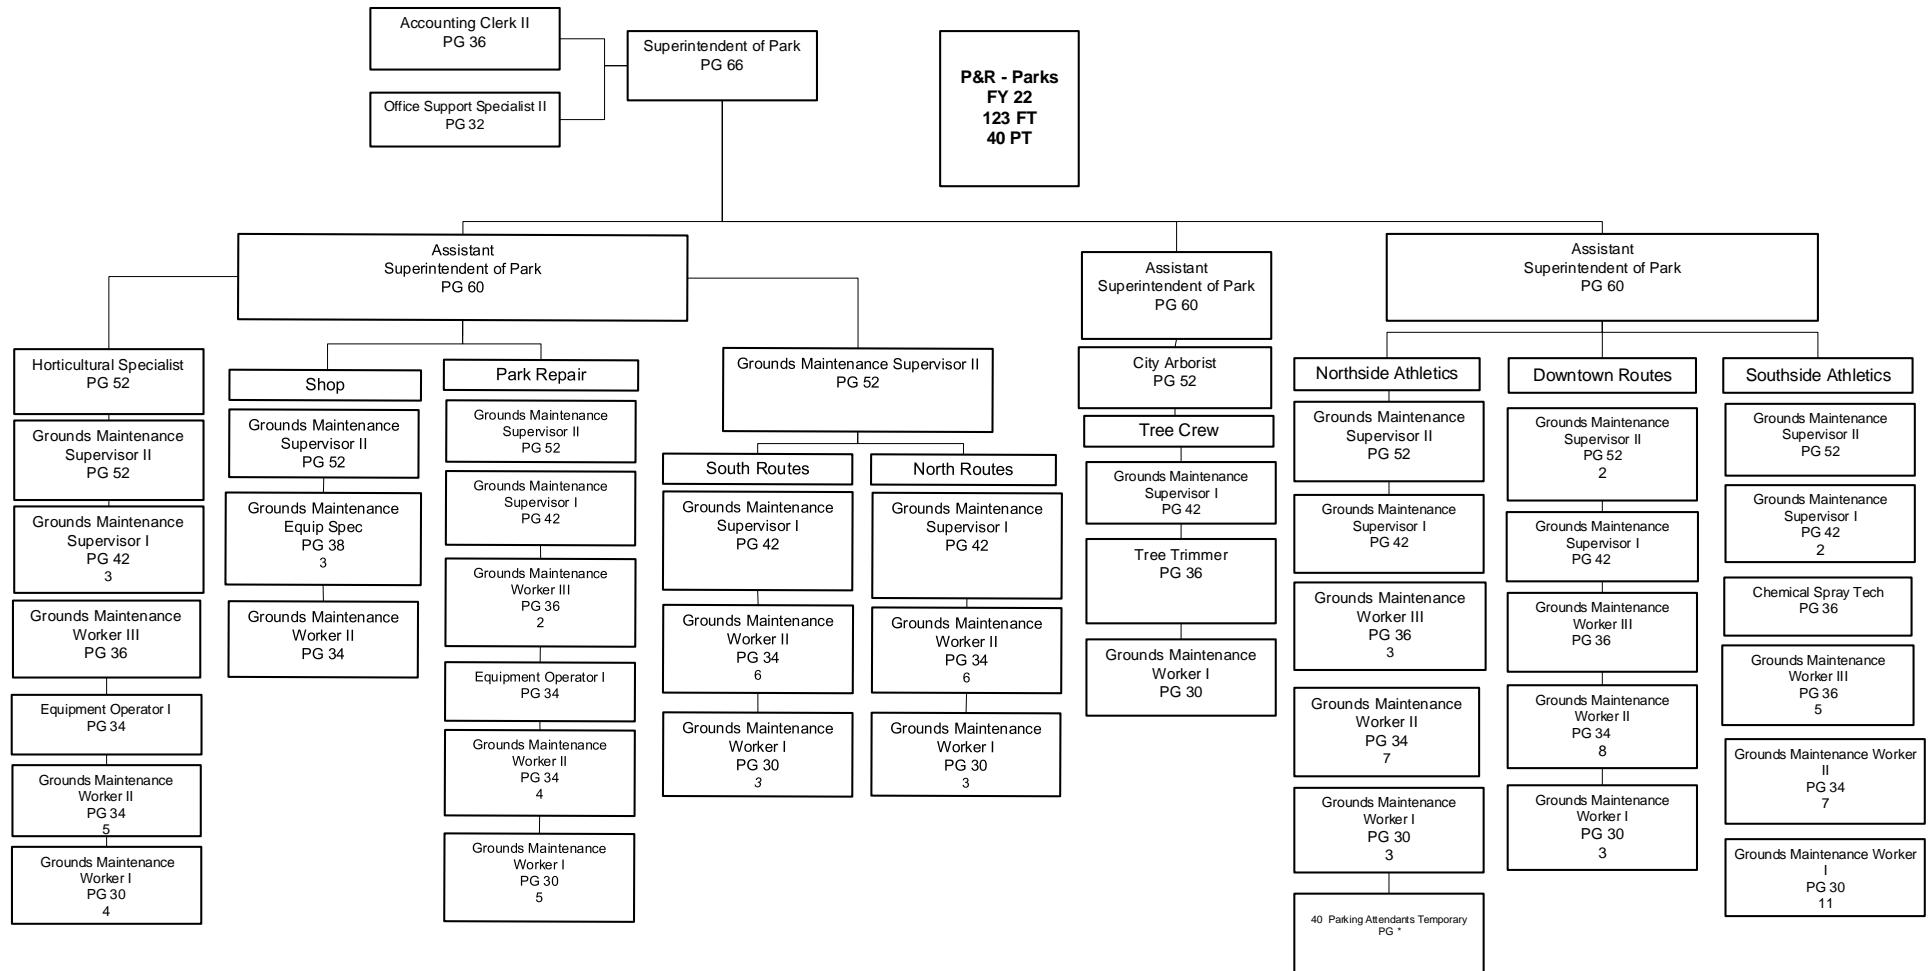 Accounting Clerk II
PG 36
Office Support Specialist II
PG 32
Superintendent of Park
PG 66
P&R - Parks
FY 22
123 FT
40 PT
Assistant
Superintendent of Park
PG 60
Horticultural Specialist
PG 52
Grounds Maintenance
Supervisor II
PG 52
Grounds Maintenance
Supervisor I
PG 42
3
Grounds Maintenance
Worker III
PG 36
Equipment Operator I
PG 34
Grounds Maintenance
Worker II
PG 34
5
Grounds Maintenance
Worker I
PG 30
4
Shop
Grounds Maintenance
Supervisor II
PG 52
Grounds Maintenance
Equip Spec
PG 38
3
Grounds Maintenance
Worker II
PG 34
Park Repair
Grounds Maintenance
Supervisor II
PG 52
Grounds Maintenance
Supervisor I
PG 42
Grounds Maintenance
Worker III
PG 36
2
Equipment Operator I
PG 34
Grounds Maintenance
Worker II
PG 34
4
Grounds Maintenance
Worker I
PG 30
5
Grounds Maintenance Supervisor II
PG 52
South Routes
Grounds Maintenance
Supervisor I
PG 42
Grounds Maintenance
Worker II
PG 34
6
Grounds Maintenance
Worker I
PG 30
3
North Routes
Grounds Maintenance
Supervisor I
PG 42
Grounds Maintenance
Worker II
PG 34
6
Grounds Maintenance
Worker I
PG 30
3
Assistant
Superintendent of Park
PG 60
City Arborist
PG 52
Tree Crew
Grounds Maintenance
Supervisor I
PG 42
Tree Trimmer
PG 36
Grounds Maintenance
Worker I
PG 30
Assistant
Superintendent of Park
PG 60
Northside Athletics
Grounds Maintenance
Supervisor II
PG 52
Grounds Maintenance
Supervisor I
PG 42
Grounds Maintenance
Worker III
PG 36
3
Grounds Maintenance
Worker II
PG 34
7
Grounds Maintenance
Worker I
PG 30
3
40 Parking Attendants Temporary
PG *
Downtown Routes
Grounds Maintenance
Supervisor II
PG 52
2
Grounds Maintenance
Supervisor I
PG 42
Grounds Maintenance
Worker III
PG 36
Grounds Maintenance
Worker II
PG 34
8
Grounds Maintenance
Worker I
PG 30
3
Southside Athletics
Grounds Maintenance
Supervisor II
PG 52
Grounds Maintenance
Supervisor I
PG 42
2
Chemical Spray Tech
PG 36
Grounds Maintenance
Worker III
PG 36
5
Grounds Maintenance Worker
II
PG 34
7
Grounds Maintenance Worker
I
PG 30
11